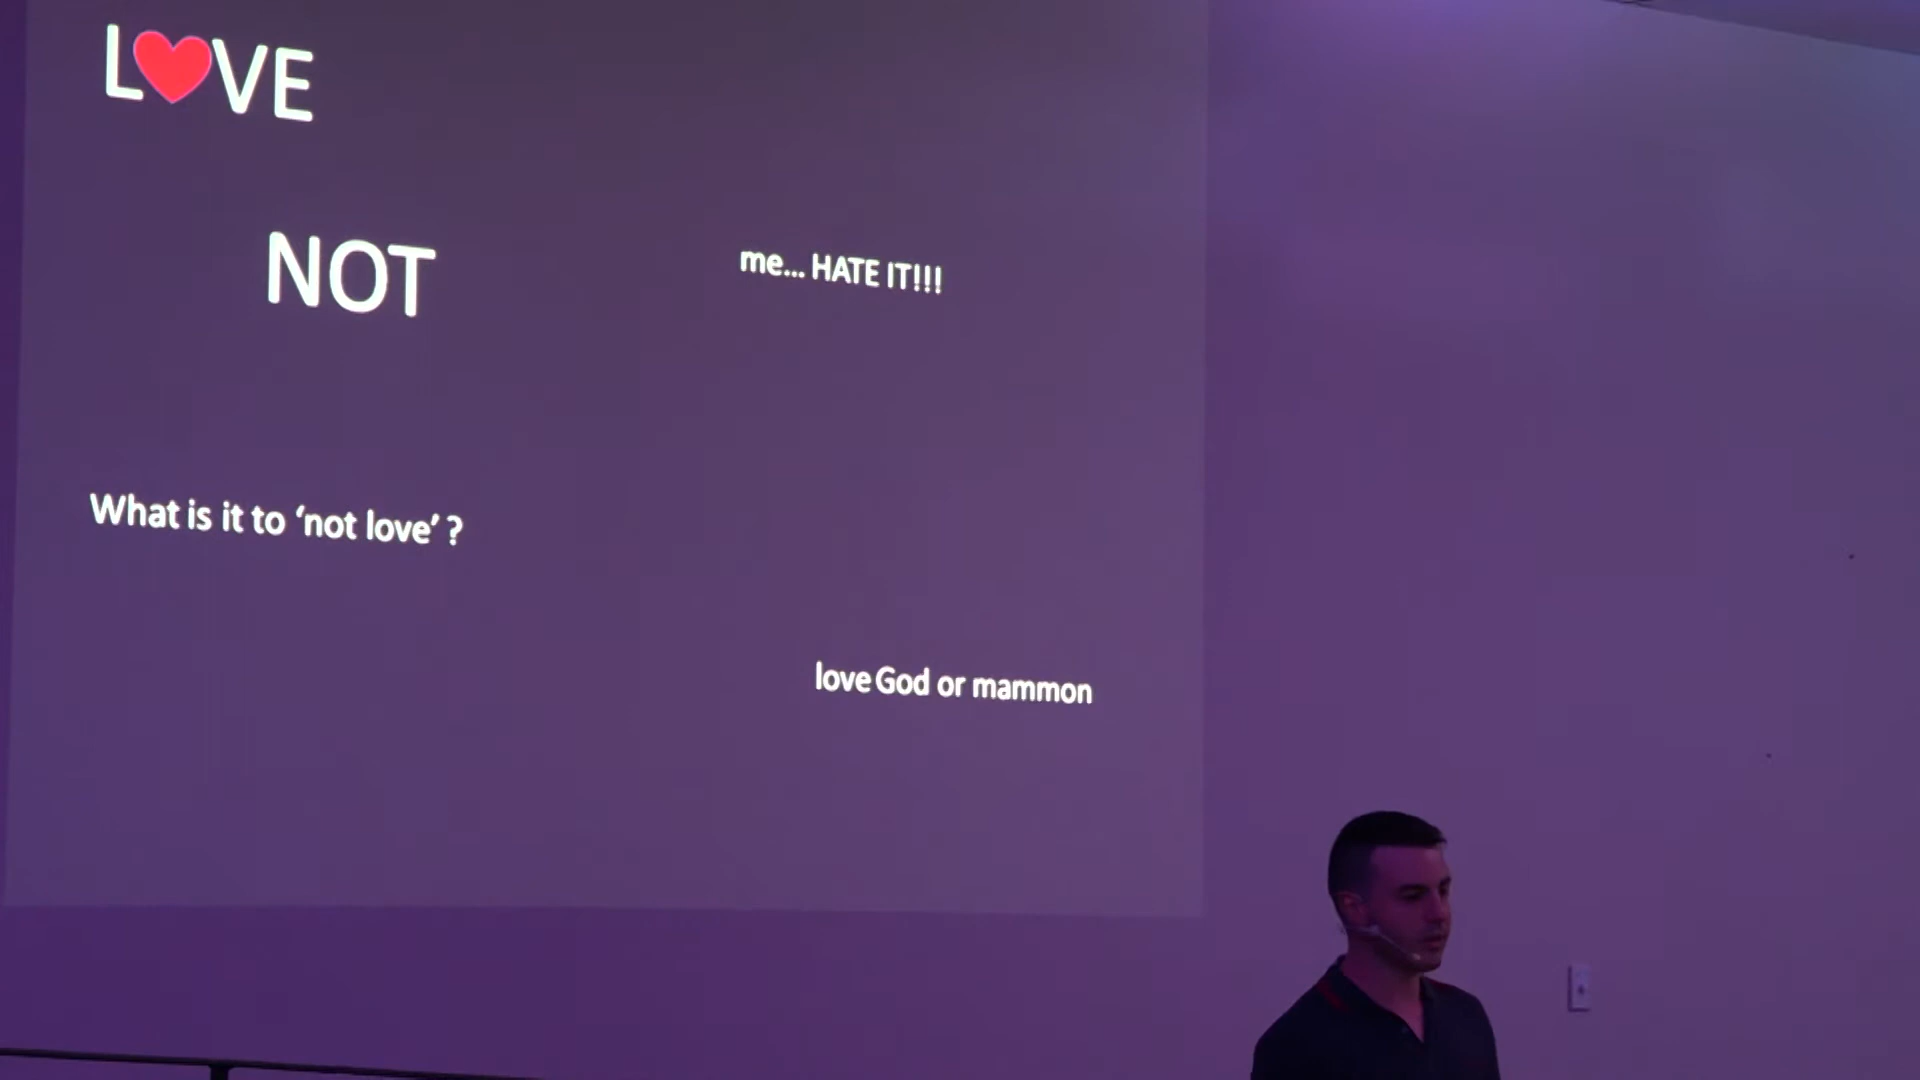 L❤VE
NOT
me... HATE IT!!!
What is it to ‘not love’ ?
love God or mammon